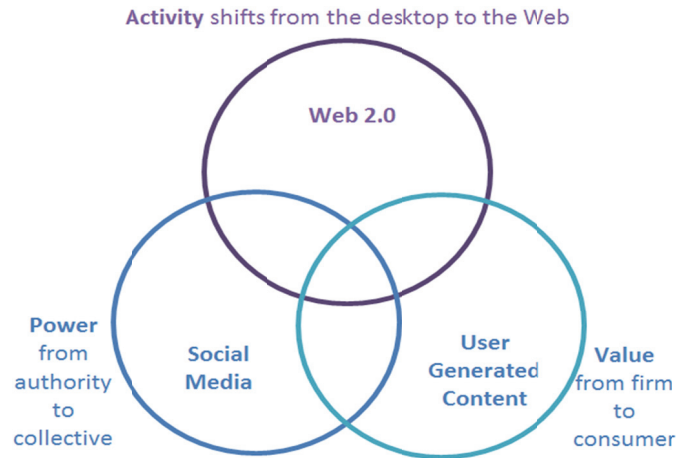 Activity shifts from the desktop to the Web
Web 2.0
Power
from
authority
to
collective
Social
Media
User
Generated
Content
Value
from firm
to
consumer